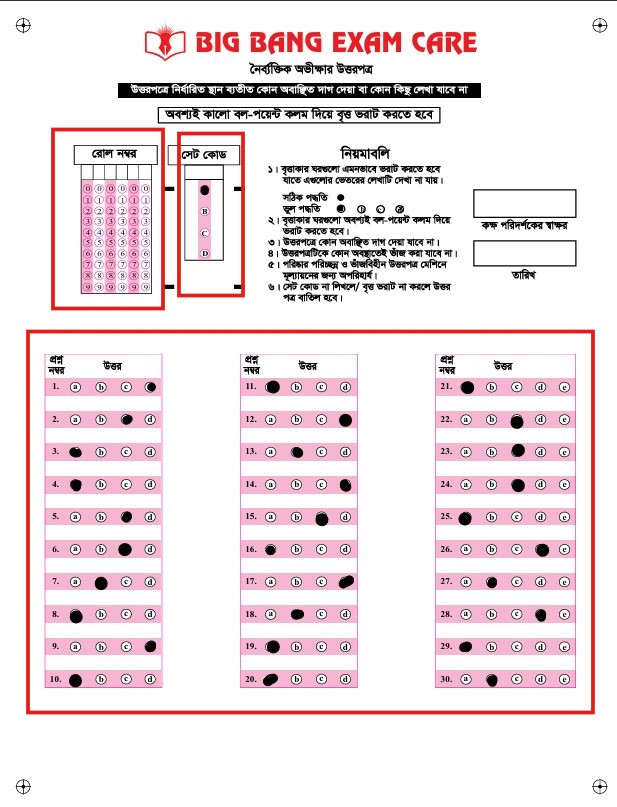 BIG BANG EXAM CARE
নৈর্ব্যক্তিক অভীক্ষার উত্তরপত্র
উত্তরপত্রে নির্ধারিত স্থান ব্যতীত কোন অবাঞ্ছিত দাগ দেয়া বা কোন কিছু লেখা যাবে না
অবশ্যই কালো বল-পয়েন্ট কলম দিয়ে বৃত্ত ভরাট করতে হবে
রোল নম্বর
0 0 0 0 0 0
1 1 1 1 1 1
2 2 2 2 2 2
3 3 3 3 3 3
4 4 4 4 4 4
5 5 5 5 5 5
6 6 6 6 6 6
7 7 7 7 7 7
8 8 8 8 8 8
9 9 9 9 9 9
সেট কোড
B
C
D
নিয়মাবলি
১। বৃত্তাকার ঘরগুলো এমনভাবে ভরাট করতে হবে
যাতে এগুলোর ভেতরের লেখাটি দেখা না যায়।
সঠিক পদ্ধতি
ভুল পদ্ধতি
২। বৃত্তাকার ঘরগুলো অবশ্যই বল-পয়েন্ট কলম দিয়ে
ভরাট করতে হবে।
৩। উত্তরপত্রে কোন অবাঞ্ছিত দাগ দেয়া যাবে না।
৪। উত্তরপত্রটিকে কোন অবস্থাতেই ভাঁজ করা যাবে না।
৫। পরিষ্কার পরিচ্ছন্ন ও ভাঁজবিহীন উত্তরপত্র মেশিনে
মূল্যায়নের জন্য অপরিহার্য।
৬। সেট কোড না লিখলে/ বৃত্ত ভরাট না করলে উত্তর
পত্র বাতিল হবে।
কক্ষ পরিদর্শকের স্বাক্ষর
তারিখ
প্রশ্ন নম্বর উত্তর
1. a b c
2. a b d
3. b c d
4. b c d
5. a b d
6. a b d
7. a c d
8. b c d
9. a b c
10. b c d
প্রশ্ন নম্বর উত্তর
11. b c d
12. a b c
13. a c d
14. a b c
15. a b d
16. b c d
17. a b c
18. a c d
19. b c d
20. b c d
প্রশ্ন নম্বর উত্তর
21. b c d e
22. a b d e
23. a b d e
24. a b d e
25. b c d e
26. a b c e
27. a c d e
28. a b c e
29. b c d e
30. a c d e